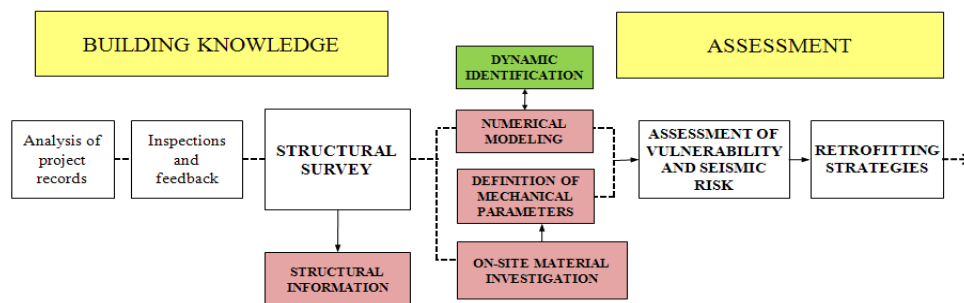 BUILDING KNOWLEDGE
ASSESSMENT
DYNAMIC
IDENTIFICATION
Analysis of
project
records
Inspections
and
feedback
STRUCTURAL
SURVEY
NUMERICAL
MODELING
DEFINITION OF
MECHANICAL
PARAMETERS
ASSESSMENT OF
VULNERABILITY
AND SEISMIC
RISK
RETROFITTING
STRATEGIES
STRUCTURAL
INFORMATION
ON-SITE MATERIAL
INVESTIGATION